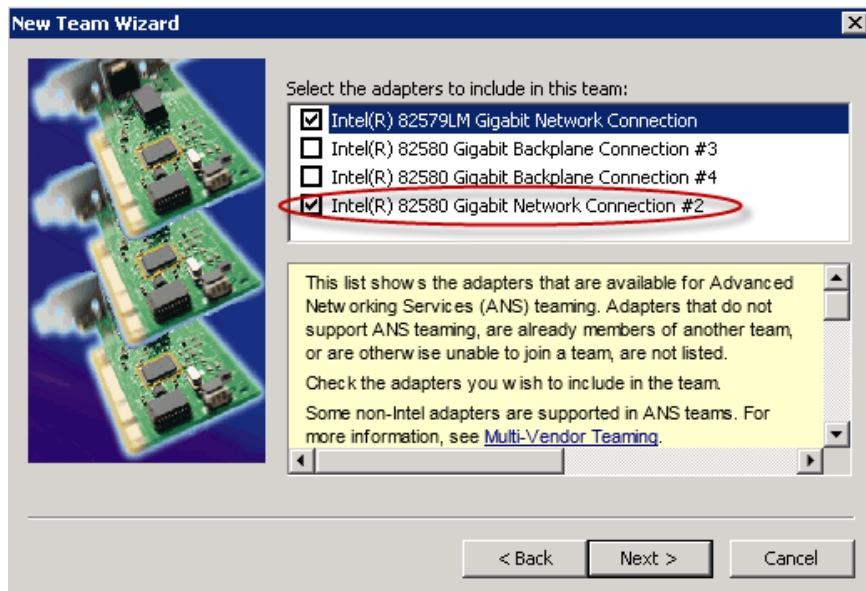 New Team Wizard
Select the adapters to include in this team:
Intel(R) 82579LM Gigabit Network Connection
Intel(R) 82580 Gigabit Backplane Connection #3
Intel(R) 82580 Gigabit Backplane Connection #4
Intel(R) 82580 Gigabit Network Connection #2
This list shows the adapters that are available for Advanced
Networking Services (ANS) teaming. Adapters that do not
support ANS teaming, are already members of another team,
or are otherwise unable to join a team, are not listed.
Check the adapters you wish to include in the team.
Some non-Intel adapters are supported in ANS teams. For
more information, see Multi-Vendor Teaming.
< Back
Next >
Cancel